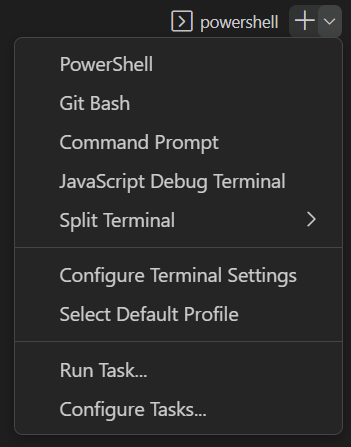 powershell
PowerShell
Git Bash
Command Prompt
JavaScript Debug Terminal
Split Terminal
Configure Terminal Settings
Select Default Profile
Run Task...
Configure Tasks...